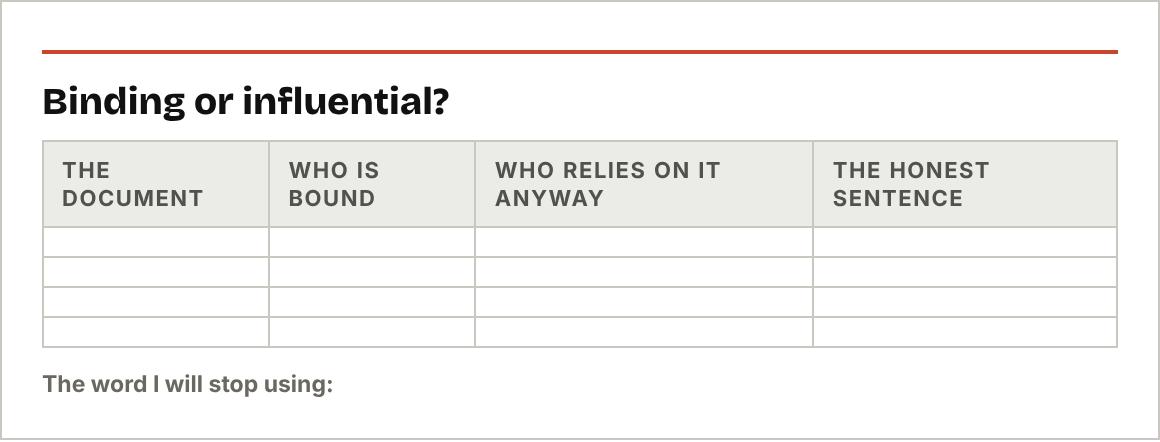 Binding or influential?
THE DOCUMENT
WHO IS BOUND
WHO RELIES ON IT ANYWAY
THE HONEST SENTENCE
The word I will stop using: